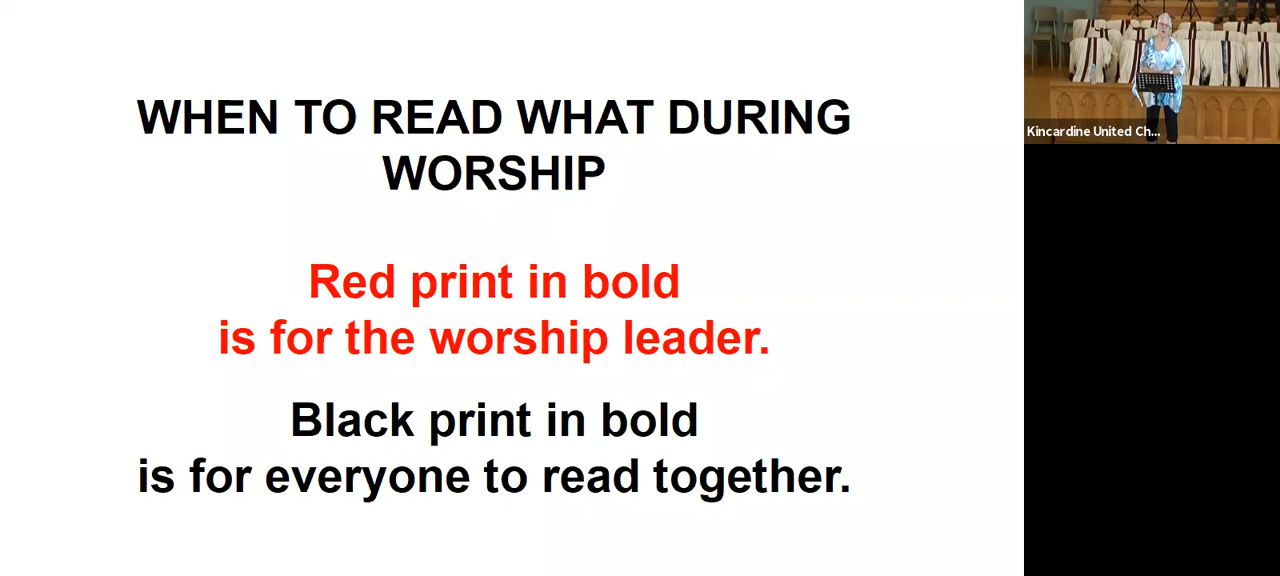 WHEN TO READ WHAT DURING
WORSHIP
Red print in bold
is for the worship leader.
Black print in bold
is for everyone to read together.
Kincardine United Ch...